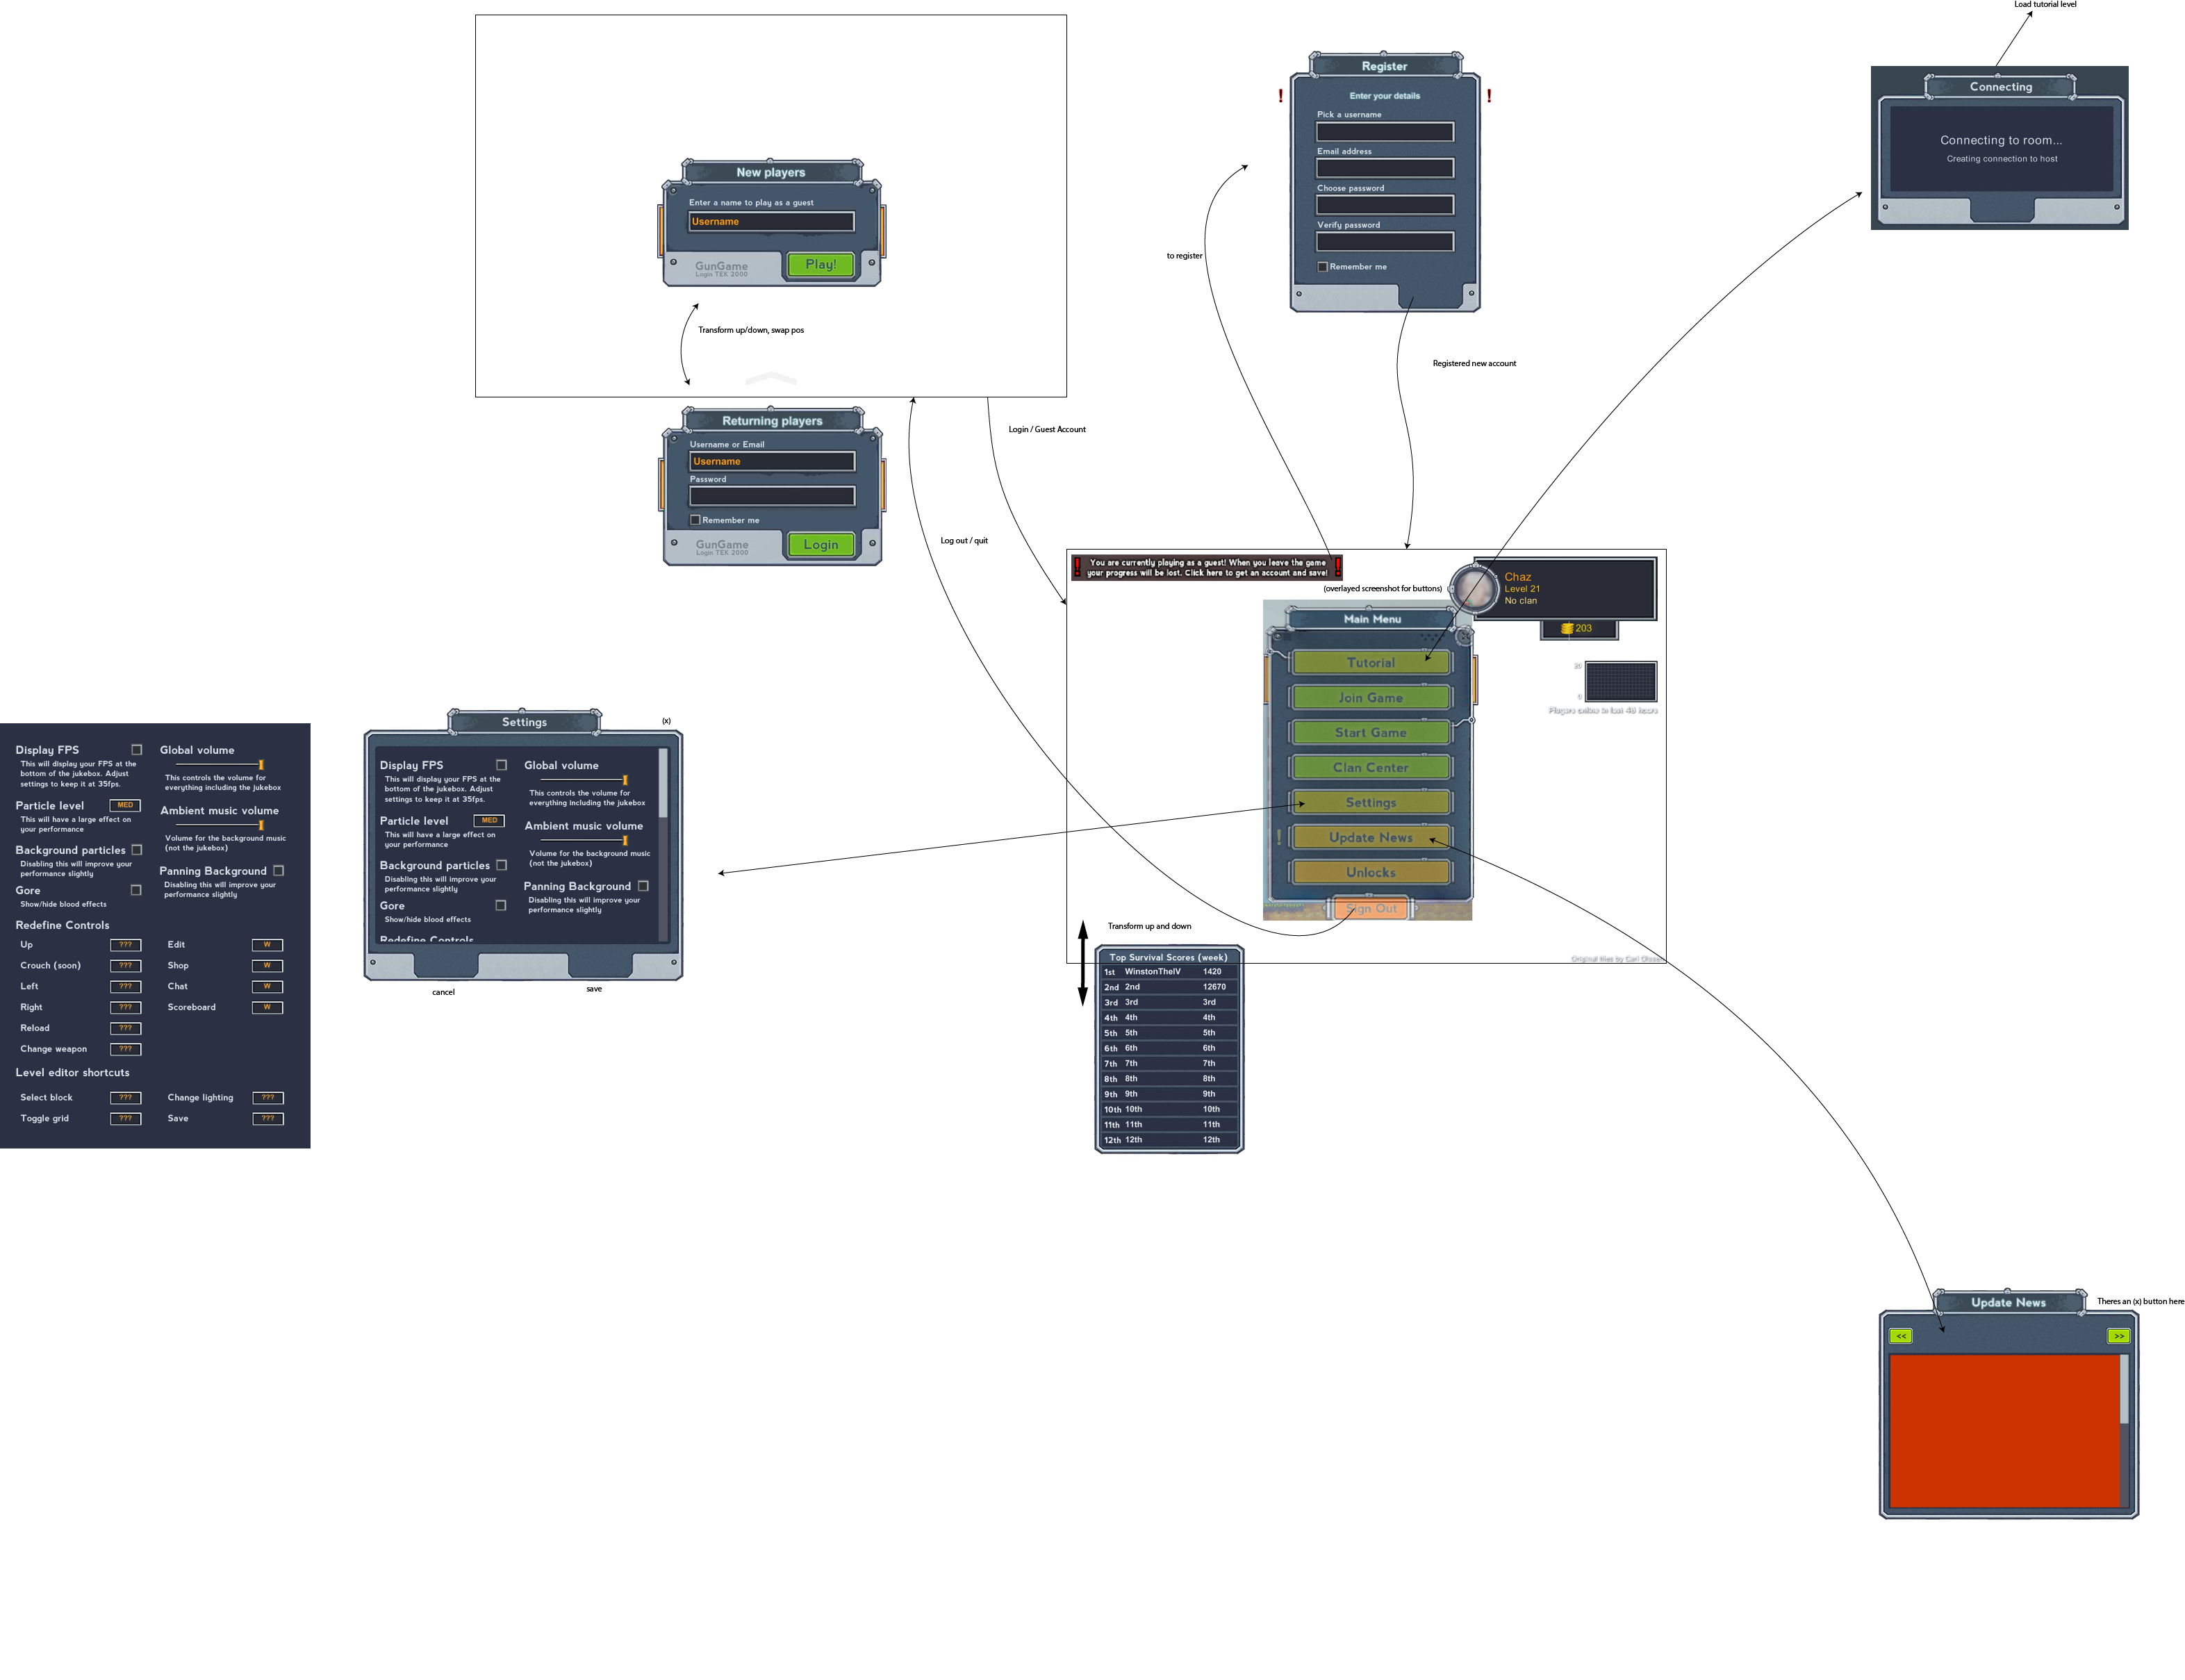 Load tutorial level
Connecting
Connecting to room...
Creating connection to host
Register
! !
Enter your details
Pick a username
Email address
Choose password
Verify password
Remember me
to register
Registered new account
New players
Enter a name to play as a guest
Username
GunGame
Login TEK 2000
Play!
Transform up/down, swap pos
Returning players
Username or Email
Username
Password
Remember me
GunGame
Login TEK 2000
Login
Login / Guest Account
Log out / quit
! You are currently playing as a guest! When you leave the game !
your progress will be lost. Click here to get an account and save!
(overlayed screenshot for buttons)
Chaz
Level 21
No clan
203
20
0
Players online in last 48 hours
Main Menu
Tutorial
Join Game
Start Game
Clan Center
Settings
! Update News
Unlocks
Sign Out
Original tiles by Carl Olsson
Transform up and down
Top Survival Scores (week)
1st WinstonTheIV 1420
2nd 2nd 12670
3rd 3rd 3rd
4th 4th 4th
5th 5th 5th
6th 6th 6th
7th 7th 7th
8th 8th 8th
9th 9th 9th
10th 10th 10th
11th 11th 11th
12th 12th 12th
Settings
(x)
Display FPS
This will display your FPS at the
bottom of the jukebox. Adjust
settings to keep it at 35fps.
Particle level MED
This will have a large effect on
your performance
Background particles
Disabling this will improve your
performance slightly
Gore
Show/hide blood effects
Redefine Controls
Global volume
This controls the volume for
everything including the jukebox
Ambient music volume
Volume for the background music
(not the jukebox)
Panning Background
Disabling this will improve your
performance slightly
cancel
save
Display FPS
This will display your FPS at the
bottom of the jukebox. Adjust
settings to keep it at 35fps.
Particle level MED
This will have a large effect on
your performance
Background particles
Disabling this will improve your
performance slightly
Gore
Show/hide blood effects
Global volume
This controls the volume for
everything including the jukebox
Ambient music volume
Volume for the background music
(not the jukebox)
Panning Background
Disabling this will improve your
performance slightly
Redefine Controls
Up ??? Edit W
Crouch (soon) ??? Shop W
Left ??? Chat W
Right ??? Scoreboard W
Reload ???
Change weapon ???
Level editor shortcuts
Select block ??? Change lighting ???
Toggle grid ??? Save ???
Update News
Theres an (x) button here
<< >>